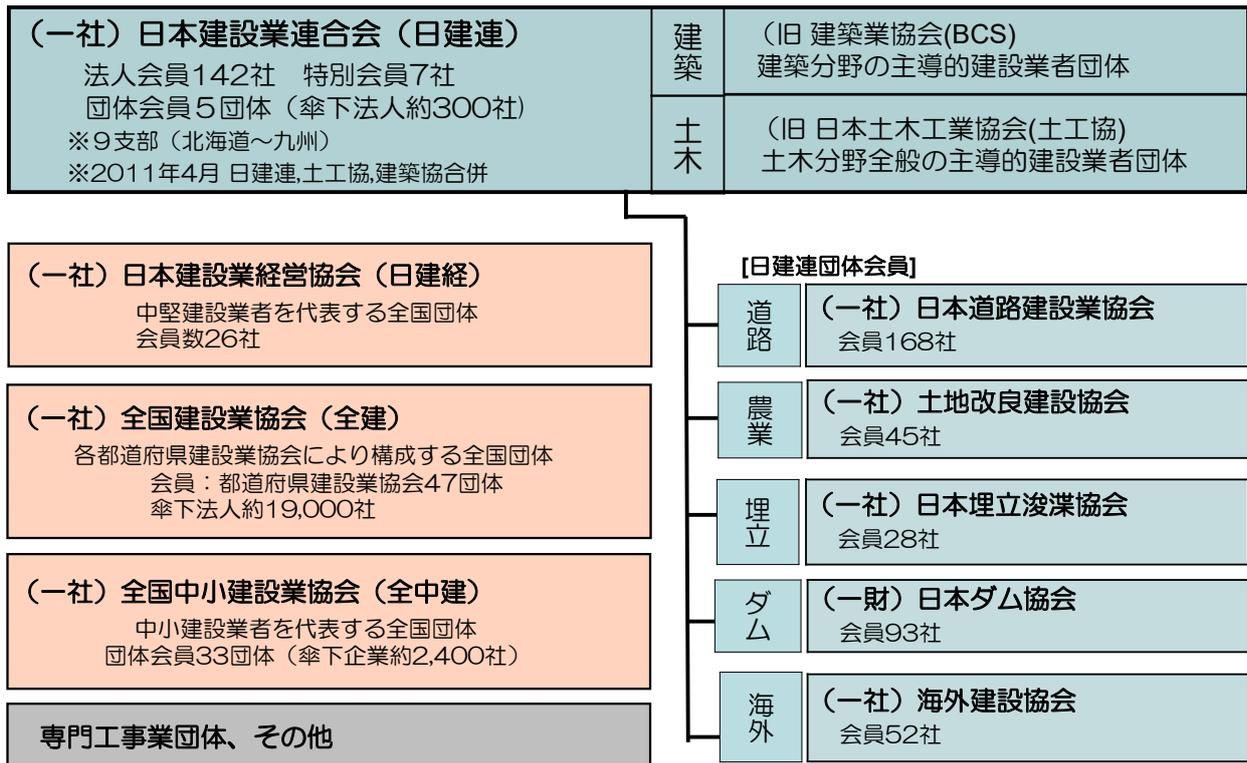 （一社）日本建設業連合会（日建連）
法人会員142社　特別会員7社
団体会員５団体（傘下法人約300社）
※９支部（北海道～九州）
※2011年4月 日建連,土工協,建築協合併
建築
（旧 建築業協会(BCS)
建築分野の主導的建設業者団体
土木
（旧 日本土木工業協会(土工協)
土木分野全般の主導的建設業者団体
（一社）日本建設業経営協会（日建経）
中堅建設業者を代表する全国団体
会員数26社
（一社）全国建設業協会（全建）
各都道府県建設業協会により構成する全国団体
会員：都道府県建設業協会47団体
傘下法人約19,000社
（一社）全国中小建設業協会（全中建）
中小建設業者を代表する全国団体
団体会員33団体（傘下企業約2,400社）
専門工事業団体、その他
[日建連団体会員]
道路
（一社）日本道路建設業協会
会員168社
農業
（一社）土地改良建設協会
会員45社
埋立
（一社）日本埋立浚渫協会
会員28社
ダム
（一財）日本ダム協会
会員93社
海外
（一社）海外建設協会
会員52社